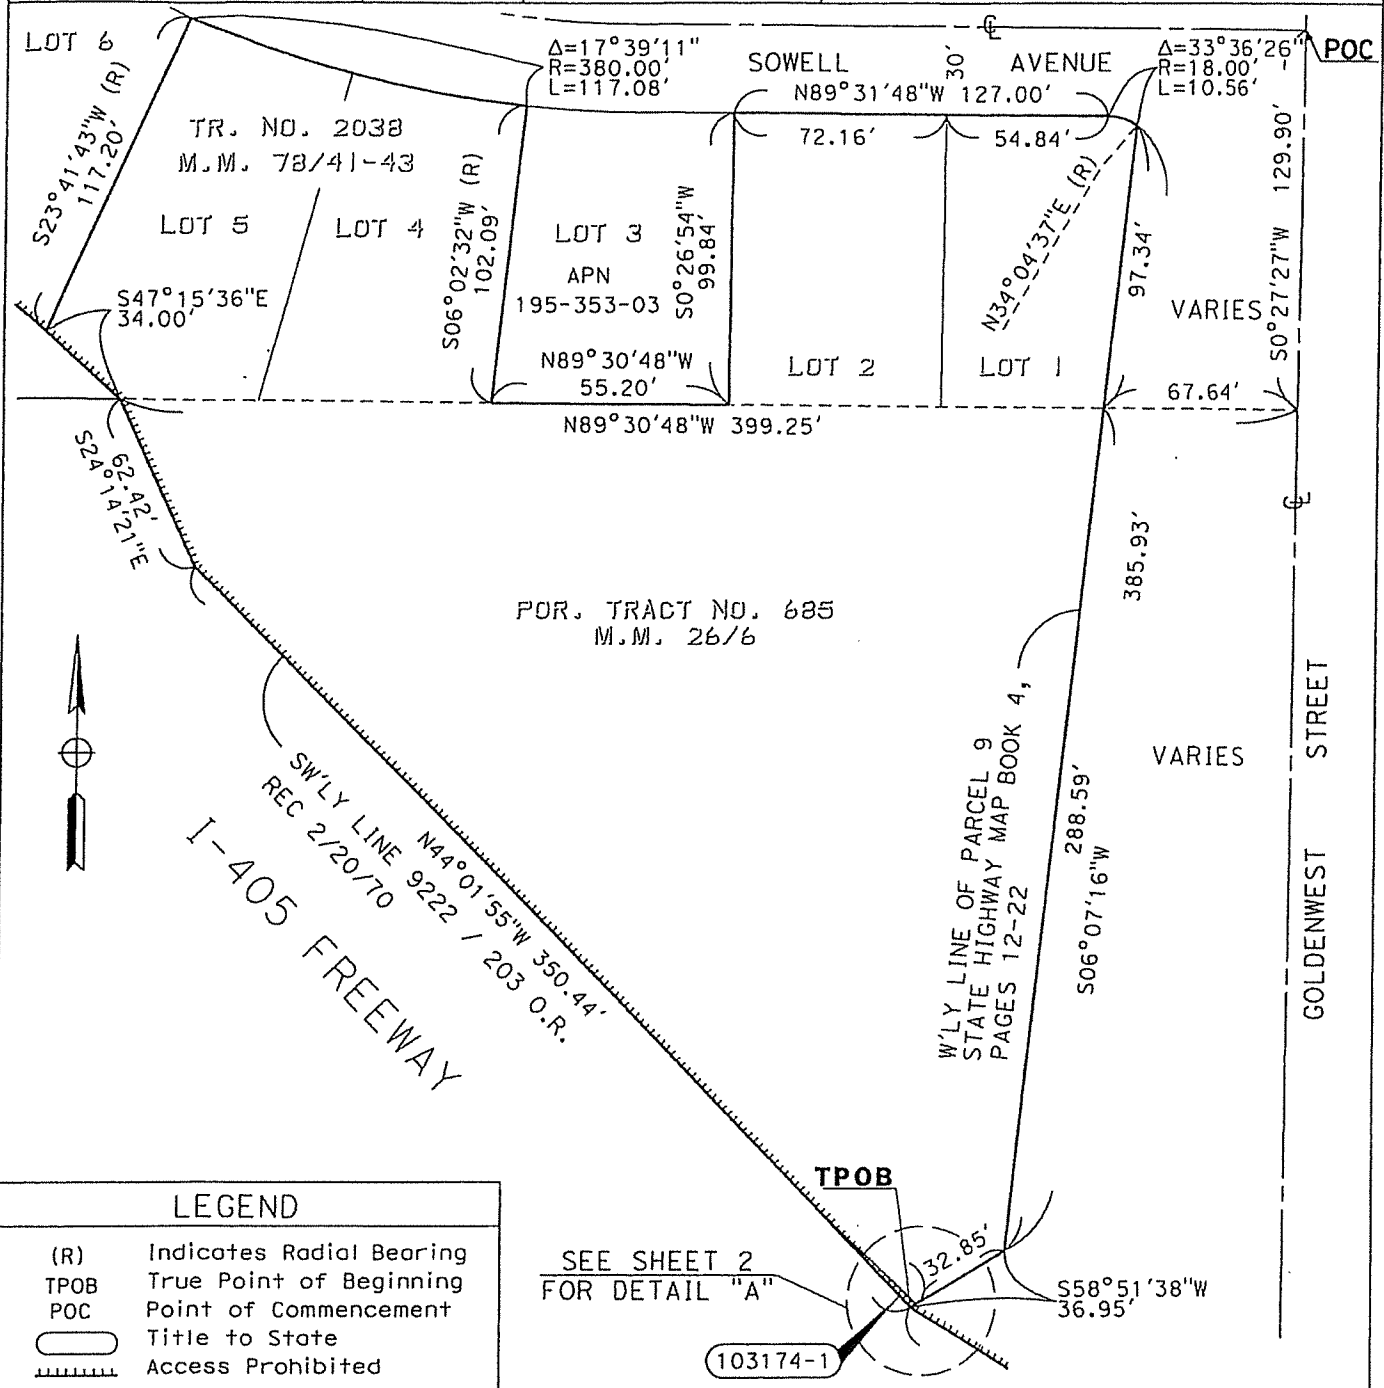 LOT 6
S23°41'43"W (R)
117.20'
TR. NO. 2038
M.M. 78/41-43
LOT 5
LOT 4
S47°15'36"E
34.00'
Δ=17°39'11"
R=380.00'
L=117.08'
SOWELL AVENUE
30'
N89°31'48"W 127.00'
72.16'
54.84'
Δ=33°36'26"
R=18.00'
L=10.56'
POC
S06°02'32"W (R)
102.09'
LOT 3
APN
195-353-03
S0°26'54"W
99.84'
N89°30'48"W
55.20'
LOT 2
LOT 1
N34°04'37"E (R)
97.34'
VARIES
S0°27'27"W 129.90'
67.64'
N89°30'48"W 399.25'
62.42'
S24°14'21"E
385.93'
POR. TRACT NO. 685
M.M. 26/6
W'LY LINE OF PARCEL 9
STATE HIGHWAY MAP BOOK 4,
PAGES 12-22
288.59'
S06°07'16"W
VARIES
GOLDENWEST STREET
SW'LY LINE 9222 / 203 O.R.
REC 2/20/70
N44°01'55"W 350.44'
I-405 FREEWAY
TPOB
32.85'
S58°51'38"W
36.95'
SEE SHEET 2
FOR DETAIL "A"
103174-1
LEGEND
(R) Indicates Radial Bearing
TPOB True Point of Beginning
POC Point of Commencement
Title to State
Access Prohibited